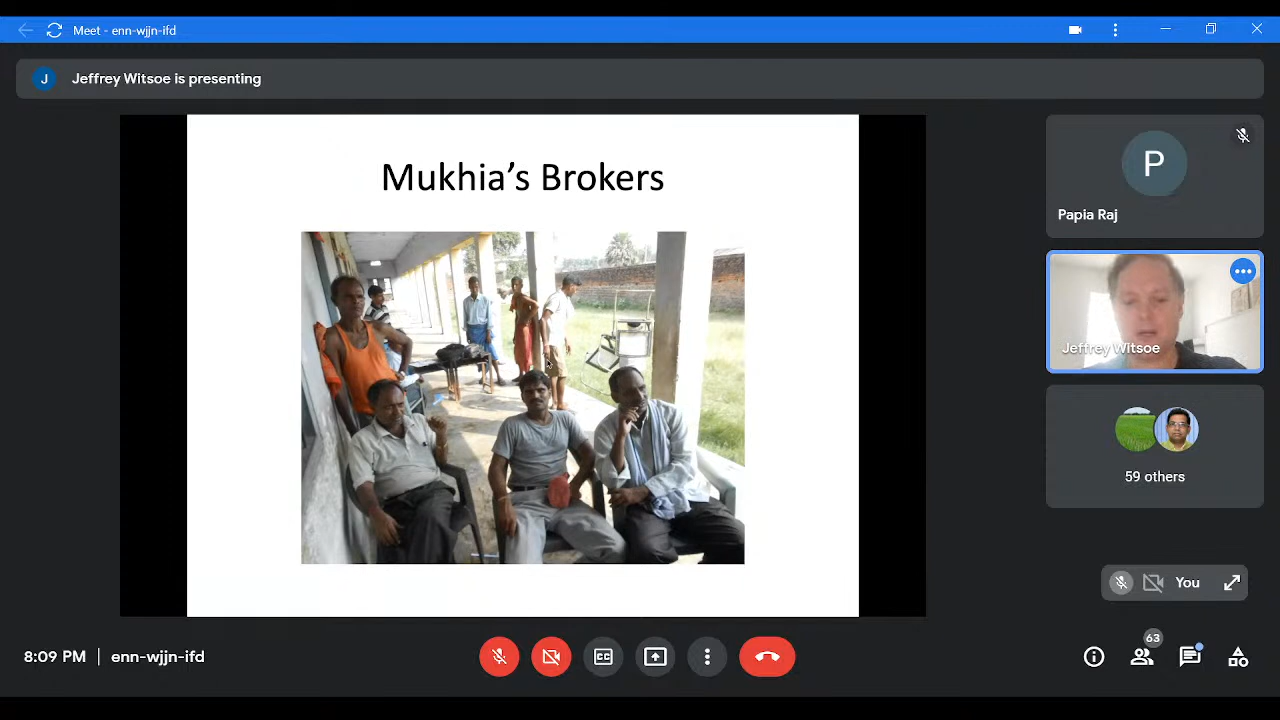 Meet - enn-wjjn-ifd
J
Jeffrey Witsoe is presenting
Mukhia's Brokers
P
Papia Raj
Jeffrey Witsoe
59 others
You
8:09 PM | enn-wjjn-ifd
CC
63